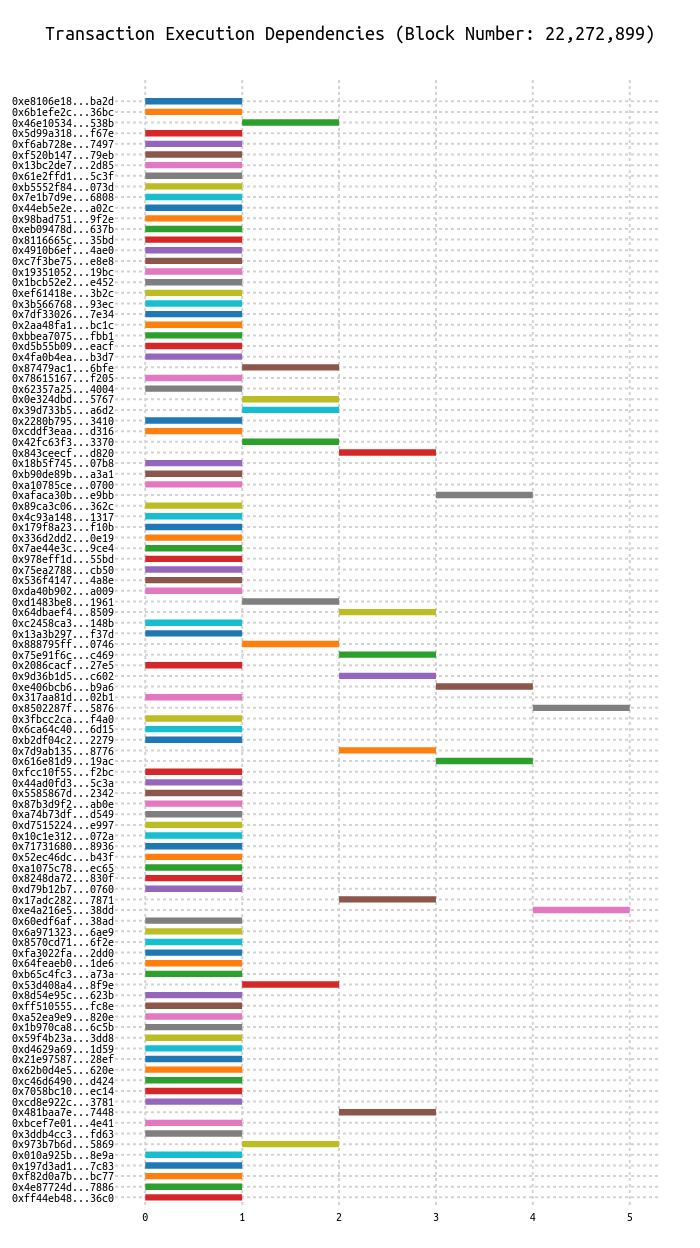 Transaction Execution Dependencies (Block Number: 22,272,899)
0xe8106e18...ba2d
0x6b1efe2c...36bc
0x46e10534...538b
0x5d99a318...f67e
0xf6ab728e...7497
0xf520b147...79eb
0x13bc2de7...2d85
0x61e2ffd1...5c3f
0xb5552f84...073d
0x7e1b7d9e...6808
0x44eb5e2e...a02c
0x98bad751...9f2e
0xeb09478d...637b
0x8116665c...35bd
0x4910b6ef...4ae0
0xc7f3be75...e8e8
0x19351052...19bc
0x1bcb52e2...e452
0xef61418e...3b2c
0x3b566768...93ec
0x7df33026...7e34
0x2aa48fa1...bc1c
0xbbea7075...fbb1
0xd5b55b09...eacf
0x4fa0b4ea...b3d7
0x87479ac1...6bfe
0x78615167...f205
0x62357a25...4004
0x0e324dbd...5767
0x39d733b5...a6d2
0x2280b795...3410
0xcddf3eaa...d316
0x42fc63f3...3370
0x843ceecf...d820
0x18b5f745...07b8
0xb90de89b...a3a1
0xa10785ce...0700
0xafaca30b...e9bb
0x89ca3c06...362c
0x4c93a148...1317
0x179f8a23...f10b
0x336d2dd2...0e19
0x7ae44e3c...9ce4
0x978eff1d...55bd
0x75ea2788...cb50
0x536f4147...4a8e
0xda40b902...a009
0xd1483be8...1961
0x64dbaef4...8509
0xc2458ca3...148b
0x13a3b297...f37d
0x888795ff...0746
0x75e91f6c...c469
0x2086cacf...27e5
0x9d36b1d5...c602
0xe406bcb6...b9a6
0x317aa81d...02b1
0x8502287f...5876
0x3fbcc2ca...f4a0
0x6ca64c40...6d15
0xb2df04c2...2279
0x7d9ab135...8776
0x616e81d9...19ac
0xfcc10f55...f2bc
0x44ad0fd3...5c3a
0x5585867d...2342
0x87b3d9f2...ab0e
0xa74b73df...d549
0xd7515224...e997
0x10c1e312...072a
0x71731680...8936
0x52ec46dc...b43f
0xa1075c78...ec65
0x8248da72...830f
0xd79b12b7...0760
0x17adc282...7871
0xe4a216e5...38dd
0x60edf6af...38ad
0x6a971323...6ae9
0x8570cd71...6f2e
0xfa3022fa...2dd0
0x64feaeb0...1de6
0xb65c4fc3...a73a
0x53d408a4...8f9e
0x8d54e95c...623b
0xff510555...fc8e
0xa52ea9e9...820e
0x1b970ca8...6c5b
0x59f4b23a...3dd8
0xd4629a69...1d59
0x21e97587...28ef
0x62b0d4e5...620e
0xc46d6490...d424
0x7058bc10...ec14
0xcd8e922c...3781
0x481baa7e...7448
0xbcef7e01...4e41
0x3ddb4cc3...fd63
0x973b7b6d...5869
0x010a925b...8e9a
0x197d3ad1...7c83
0xf82d0a7b...bc77
0x4e87724d...7886
0xff44eb48...36c0
0 1 2 3 4 5